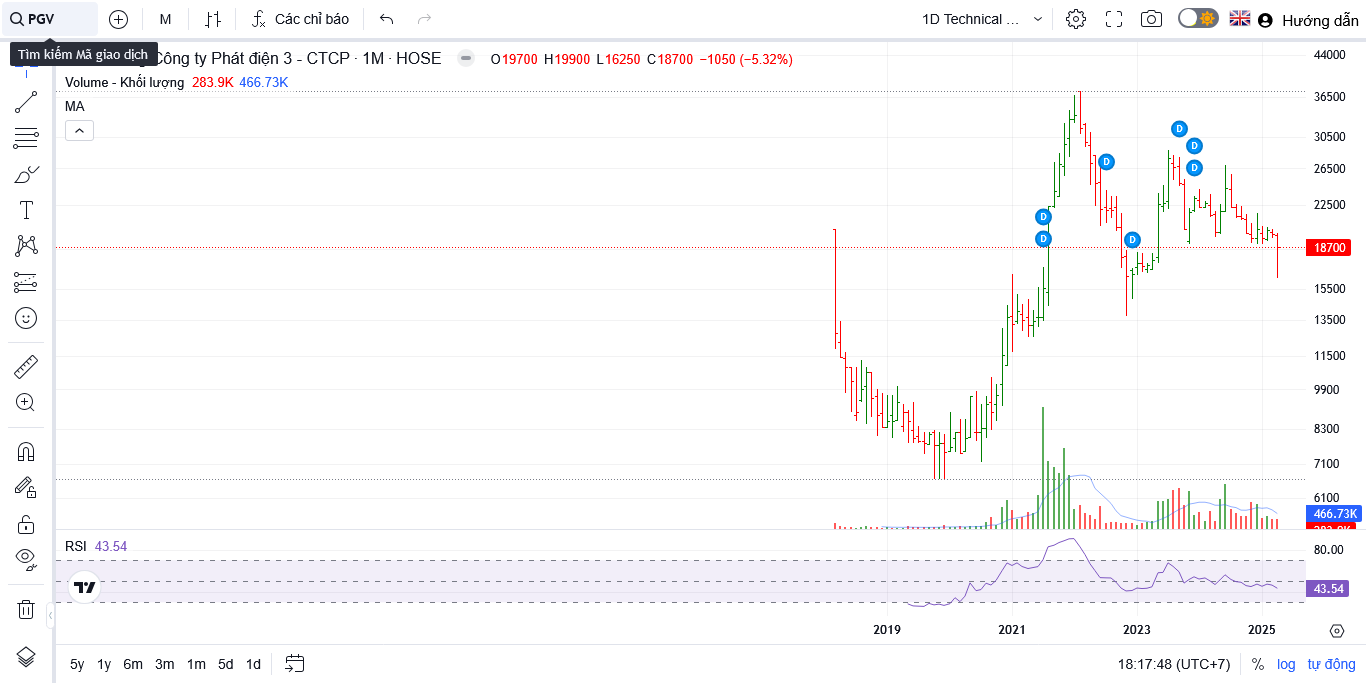 PGV M Các chỉ báo 1D Technical ... Hướng dẫn
Tìm kiếm Mã giao dịch
Công ty Phát điện 3 - CTCP · 1M · HOSE O19700 H19900 L16250 C18700 −1050 (−5.32%)
Volume - Khối lượng 283.9K 466.73K
MA
44000
36500
30500
26500
22500
18700
15500
13500
11500
9900
8300
7100
6100
466.73K
D
D
D
D
D
D
D
RSI 43.54
80.00
43.54
2019 2021 2023 2025
5y 1y 6m 3m 1m 5d 1d 18:17:48 (UTC+7) % log tự động